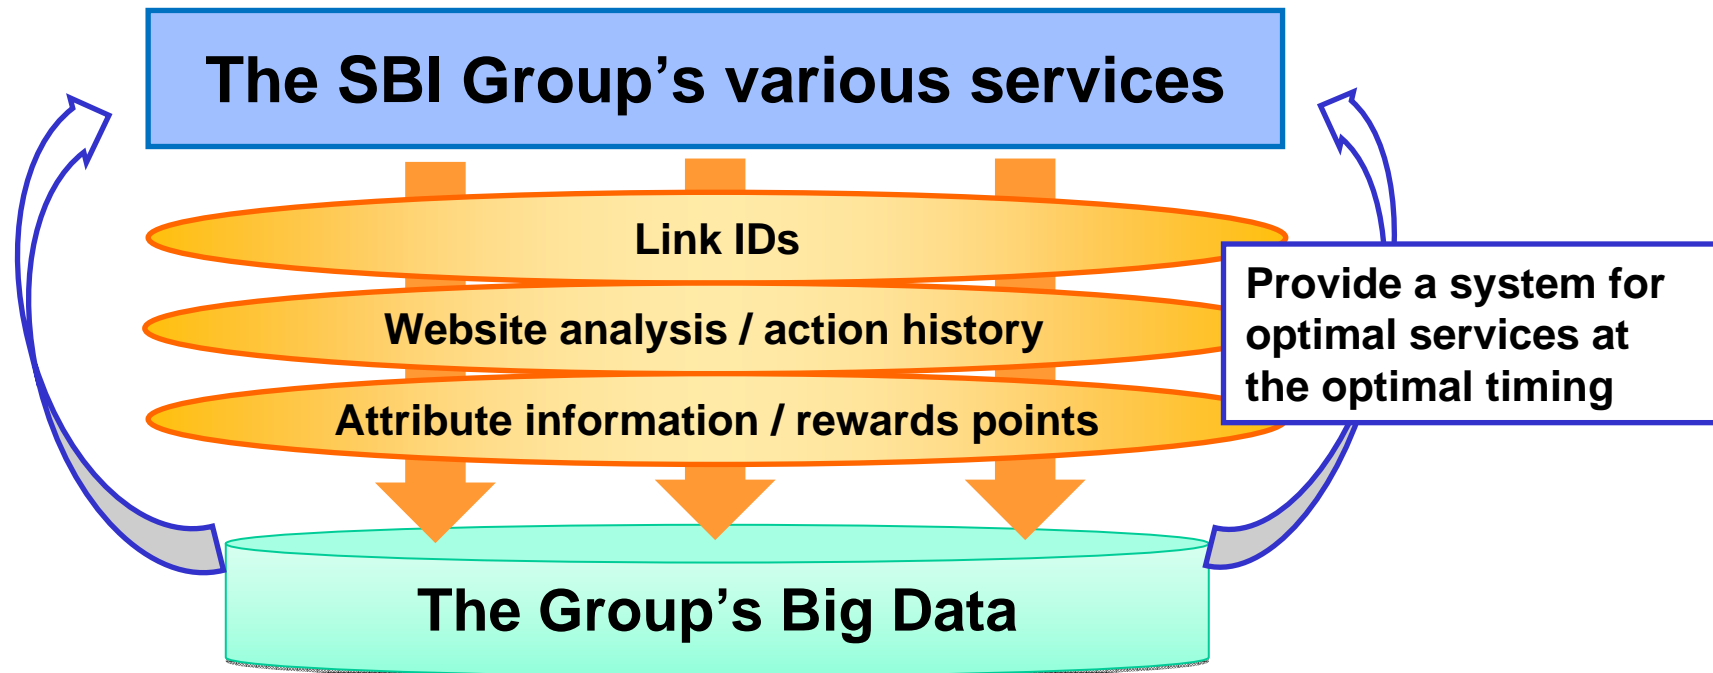 The SBI Group’s various services
Link IDs
Website analysis / action history
Attribute information / rewards points
Provide a system for
optimal services at
the optimal timing
The Group’s Big Data